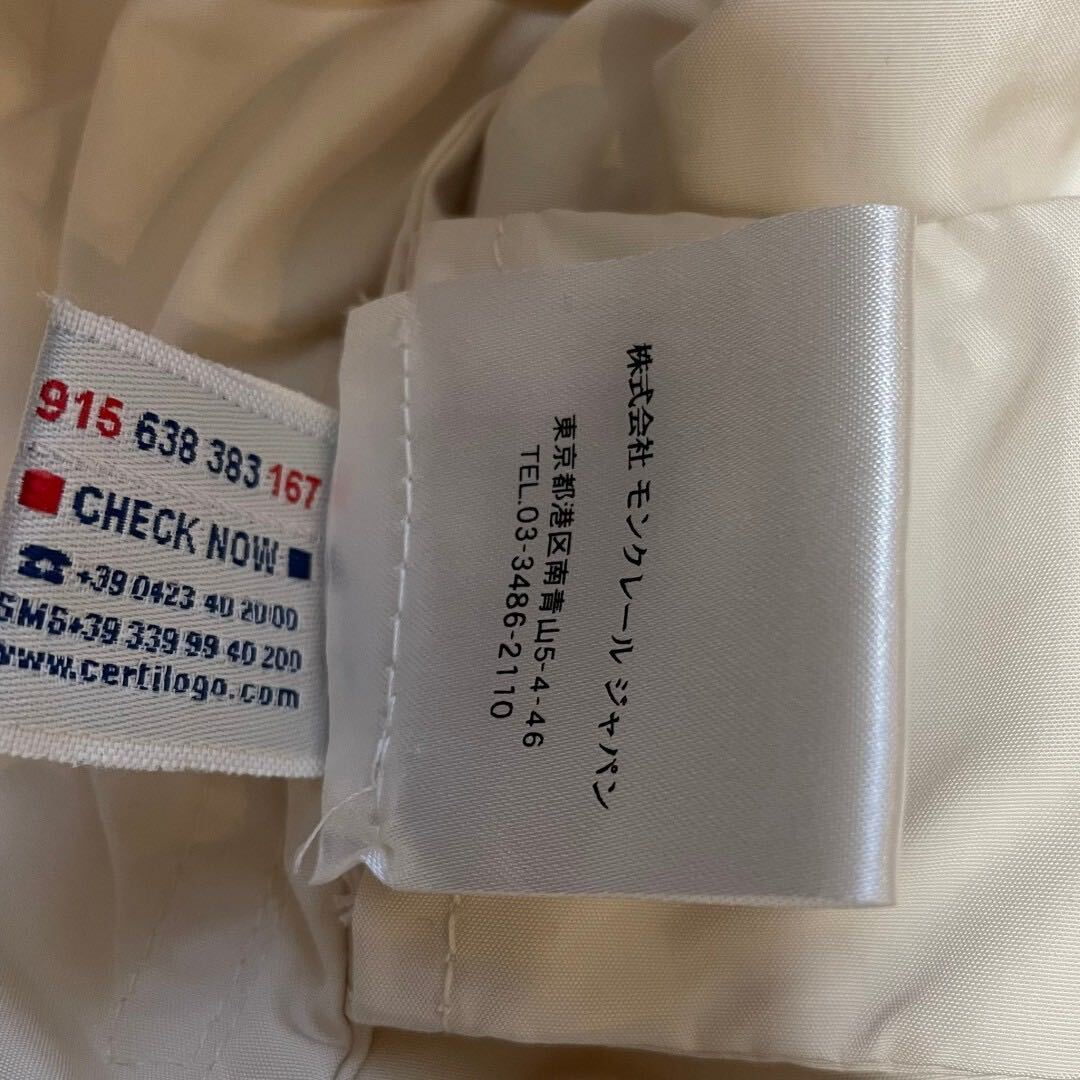 915 638 383 167
CHECK NOW
+39 0423 40 20 00
SMS+39 339 99 40 200
www.certilogo.com
株式会社 モンクレール ジャパン
東京都港区南青山5-4-46
TEL.03-3486-2110